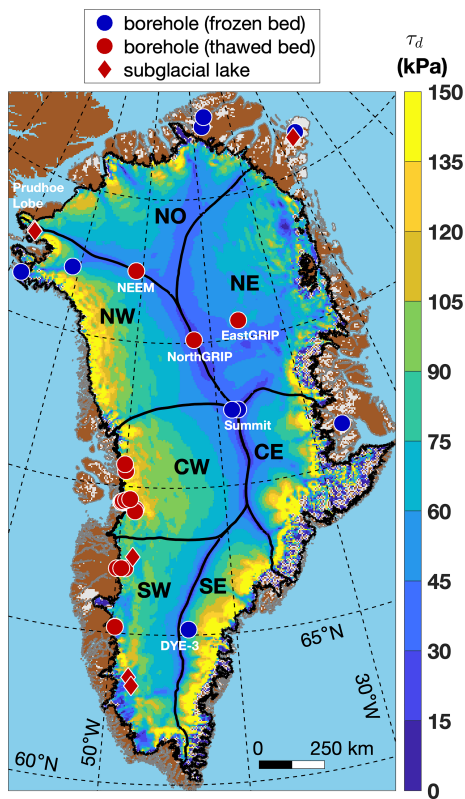 borehole (frozen bed)
borehole (thawed bed)
subglacial lake
τd
(kPa)
150
135
120
105
90
75
60
45
30
15
0
Prudhoe
Lobe
NO
NEEM
NE
NW
EastGRIP
NorthGRIP
Summit
CW
CE
SW
SE
DYE-3
65°N
30°W
50°W
60°N
0
250 km